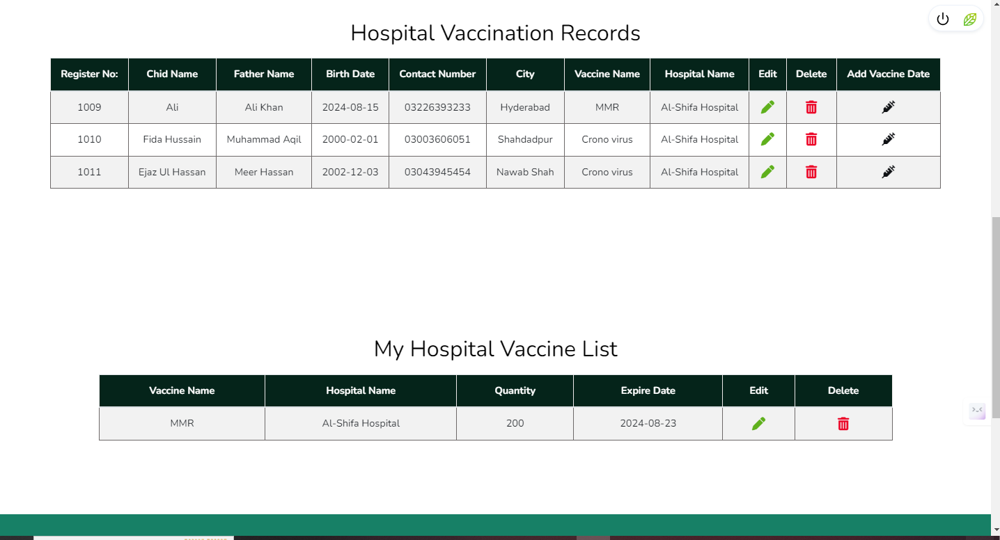 Hospital Vaccination Records
Register No: Chid Name Father Name Birth Date Contact Number City Vaccine Name Hospital Name Edit Delete Add Vaccine Date
1009 Ali Ali Khan 2024-08-15 03226393233 Hyderabad MMR Al-Shifa Hospital
1010 Fida Hussain Muhammad Aqil 2000-02-01 03003606051 Shahdadpur Crono virus Al-Shifa Hospital
1011 Ejaz Ul Hassan Meer Hassan 2002-12-03 03043945454 Nawab Shah Crono virus Al-Shifa Hospital
My Hospital Vaccine List
Vaccine Name Hospital Name Quantity Expire Date Edit Delete
MMR Al-Shifa Hospital 200 2024-08-23